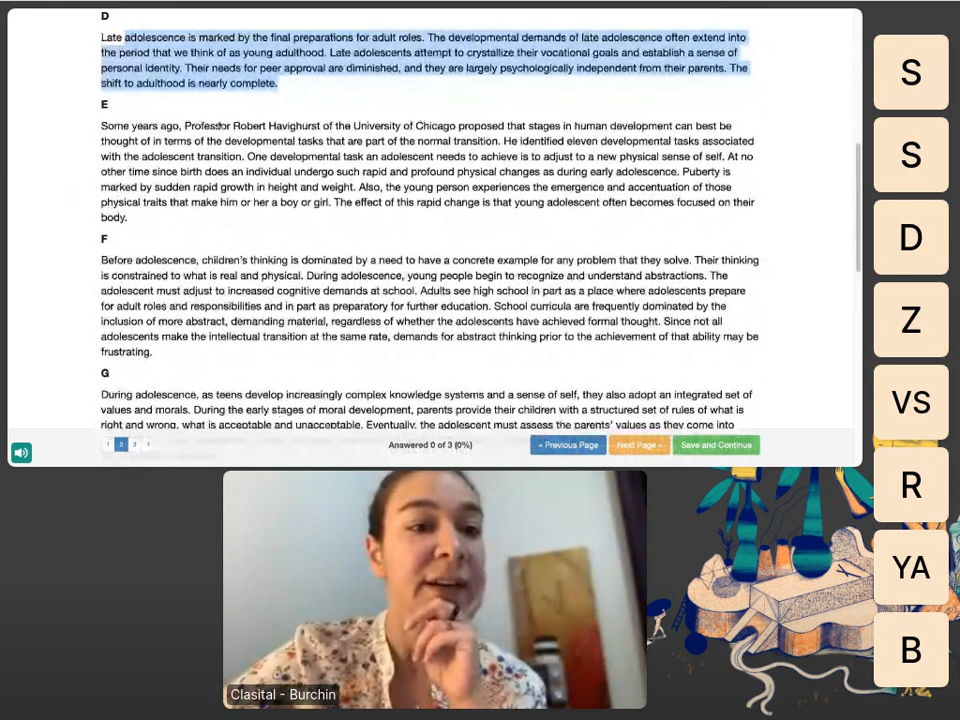 D
Late adolescence is marked by the final preparations for adult roles. The developmental demands of late adolescence often extend into
the period that we think of as young adulthood. Late adolescents attempt to crystallize their vocational goals and establish a sense of
personal identity. Their needs for peer approval are diminished, and they are largely psychologically independent from their parents. The
shift to adulthood is nearly complete.
E
Some years ago, Professor Robert Havighurst of the University of Chicago proposed that stages in human development can best be
thought of in terms of the developmental tasks that are part of the normal transition. He identified eleven developmental tasks associated
with the adolescent transition. One developmental task an adolescent needs to achieve is to adjust to a new physical sense of self. At no
other time since birth does an individual undergo such rapid and profound physical changes as during early adolescence. Puberty is
marked by sudden rapid growth in height and weight. Also, the young person experiences the emergence and accentuation of those
physical traits that make him or her a boy or girl. The effect of this rapid change is that young adolescent often becomes focused on their
body.
F
Before adolescence, children's thinking is dominated by a need to have a concrete example for any problem that they solve. Their thinking
is constrained to what is real and physical. During adolescence, young people begin to recognize and understand abstractions. The
adolescent must adjust to increased cognitive demands at school. Adults see high school in part as a place where adolescents prepare
for adult roles and responsibilities and in part as preparatory for further education. School curricula are frequently dominated by the
inclusion of more abstract, demanding material, regardless of whether the adolescents have achieved formal thought. Since not all
adolescents make the intellectual transition at the same rate, demands for abstract thinking prior to the achievement of that ability may be
frustrating.
G
During adolescence, as teens develop increasingly complex knowledge systems and a sense of self, they also adopt an integrated set of
values and morals. During the early stages of moral development, parents provide their children with a structured set of rules of what is
right and wrong, what is acceptable and unacceptable. Eventually, the adolescent must assess the parents' values as they come into
1 2 3 4
Answered 0 of 3 (0%)
« Previous Page
Next Page »
Save and Continue
Clasital - Burchin
S
S
D
Z
VS
R
YA
B